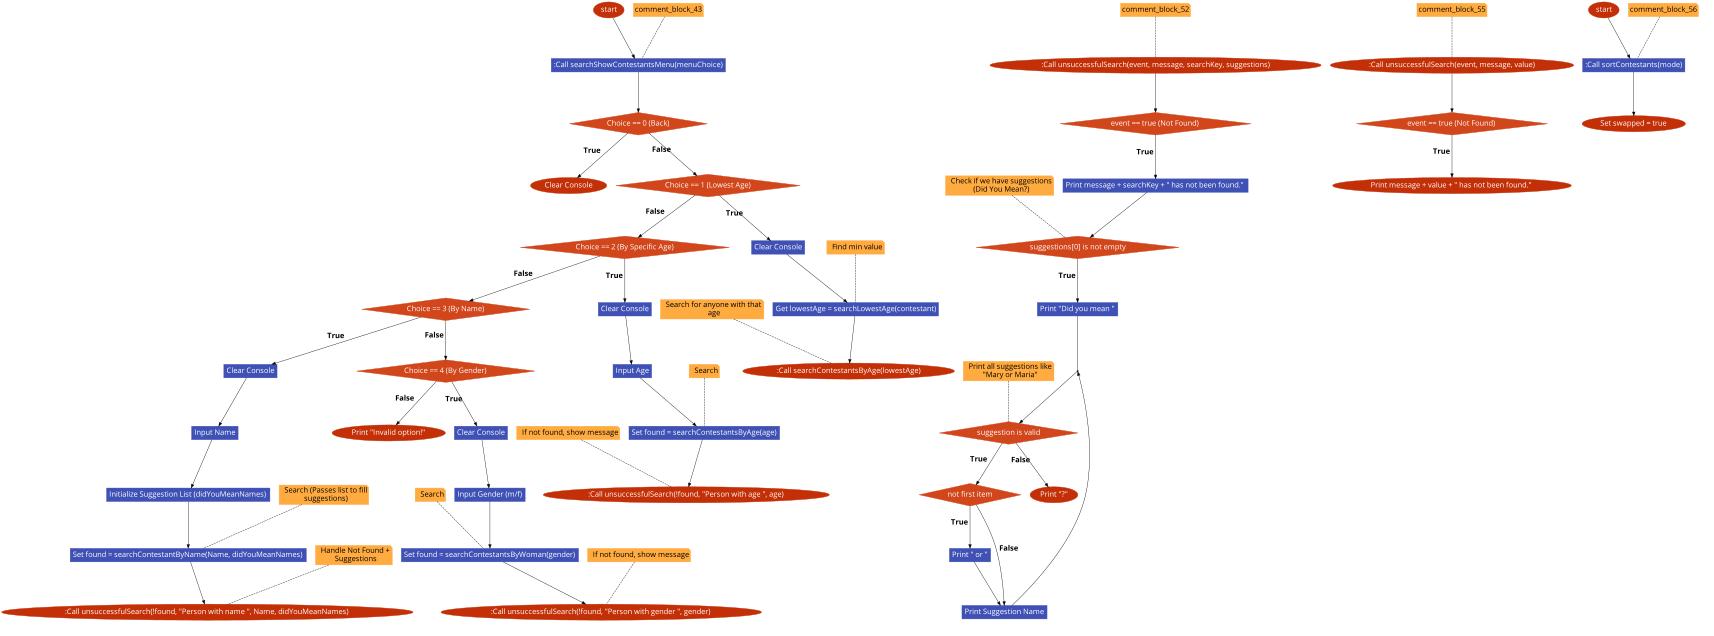 start
comment_block_43
:Call searchShowContestantsMenu(menuChoice)
Choice == 0 (Back)
True
False
Clear Console
Choice == 1 (Lowest Age)
False
True
Choice == 2 (By Specific Age)
Clear Console
Find min value
False
True
Choice == 3 (By Name)
Clear Console
Search for anyone with that
age
Get lowestAge = searchLowestAge(contestant)
True
False
Clear Console
Choice == 4 (By Gender)
Input Age
Search
:Call searchContestantsByAge(lowestAge)
False
True
Input Name
Print "Invalid option!"
Clear Console
If not found, show message
Set found = searchContestantsByAge(age)
Initialize Suggestion List (didYouMeanNames)
Search (Passes list to fill
suggestions)
Search
Input Gender (m/f)
:Call unsuccessfulSearch(!found, "Person with age ", age)
Set found = searchContestantByName(Name, didYouMeanNames)
Handle Not Found +
Suggestions
Set found = searchContestantsByWoman(gender)
If not found, show message
:Call unsuccessfulSearch(!found, "Person with name ", Name, didYouMeanNames)
:Call unsuccessfulSearch(!found, "Person with gender ", gender)
comment_block_52
:Call unsuccessfulSearch(event, message, searchKey, suggestions)
event == true (Not Found)
True
Check if we have suggestions
(Did You Mean?)
Print message + searchKey + " has not been found."
suggestions[0] is not empty
True
Print "Did you mean "
Print all suggestions like
"Mary or Maria"
suggestion is valid
True
False
not first item
Print "?"
True
False
Print " or "
Print Suggestion Name
comment_block_55
:Call unsuccessfulSearch(event, message, value)
event == true (Not Found)
True
Print message + value + " has not been found."
start
comment_block_56
:Call sortContestants(mode)
Set swapped = true